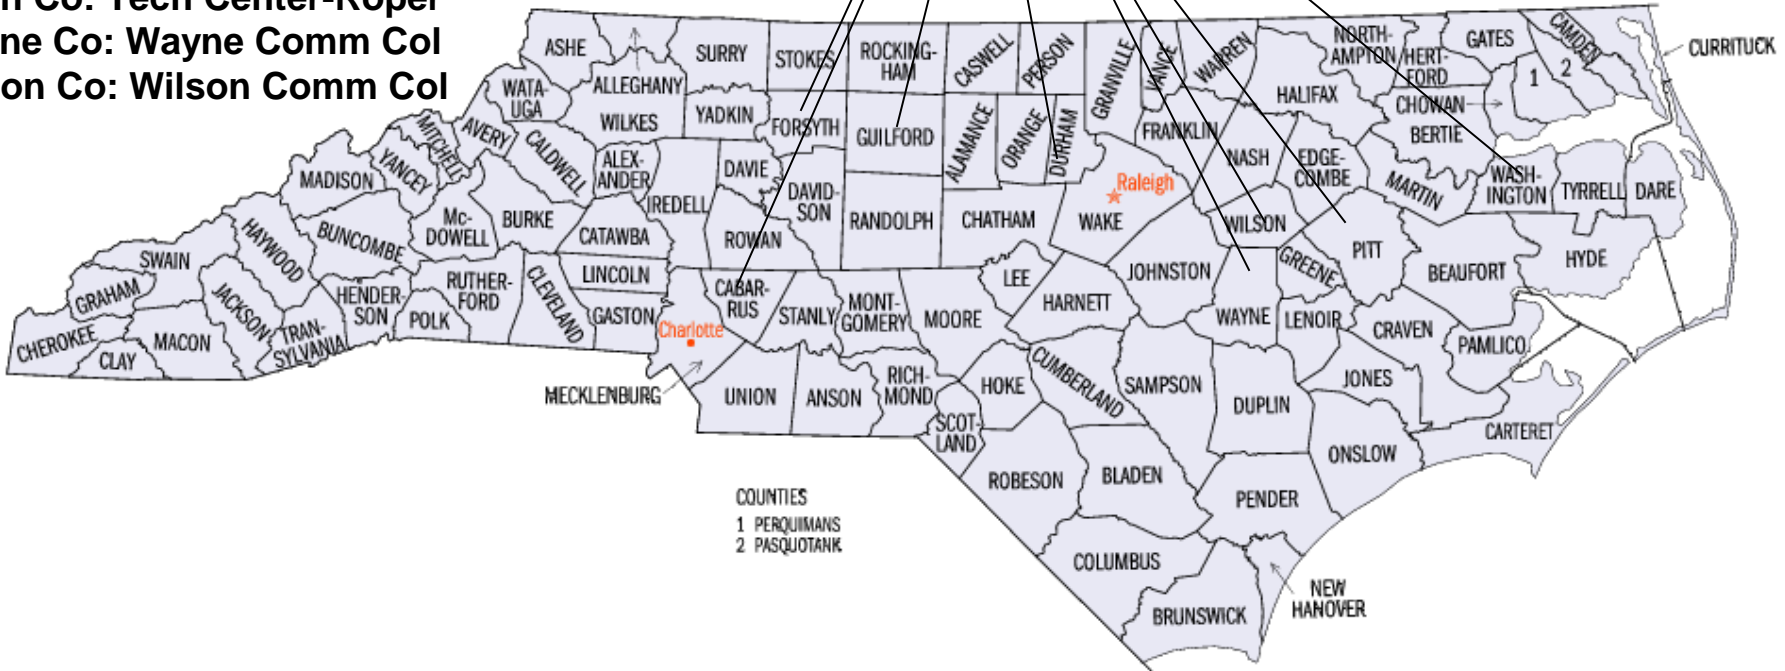 n Co: Tech Center-Roper
ne Co: Wayne Comm Col
on Co: Wilson Comm Col
ASHE
ALLEGHANY
SURRY
STOKES
ROCKING-
HAM
CASWELL
PERSON
GRANVILLE
VANCE
WARREN
NORTH-
AMPTON
HERT-
FORD
GATES
CAMDEN
CURRITUCK
1
2
WATA-
UGA
WILKES
YADKIN
FORSYTH
GUILFORD
ALAMANCE
ORANGE
DURHAM
FRANKLIN
HALIFAX
CHOWAN
BERTIE
MITCHELL
AVERY
CALDWELL
ALEX-
ANDER
DAVIE
NASH
EDGE-
COMBE
MARTIN
WASH-
INGTON
TYRRELL
DARE
MADISON
YANCEY
IREDELL
DAVID-
SON
Raleigh
WAKE
Mc-
DOWELL
BURKE
CATAWBA
ROWAN
RANDOLPH
CHATHAM
WILSON
PITT
HAYWOOD
BUNCOMBE
SWAIN
GRAHAM
JACKSON
HENDER-
SON
RUTHER-
FORD
POLK
CLEVELAND
LINCOLN
GASTON
CABAR-
RUS
STANLY
MONT-
GOMERY
MOORE
LEE
HARNETT
JOHNSTON
GREENE
BEAUFORT
HYDE
CHEROKEE
CLAY
MACON
TRAN-
SYLVANIA
Charlotte
MECKLENBURG
WAYNE
LENOIR
CRAVEN
PAMLICO
UNION
ANSON
RICH-
MOND
HOKE
CUMBERLAND
SAMPSON
DUPLIN
JONES
SCOT-
LAND
ONSLOW
CARTERET
ROBESON
BLADEN
PENDER
COLUMBUS
BRUNSWICK
NEW
HANOVER
COUNTIES
1 PERQUIMANS
2 PASQUOTANK